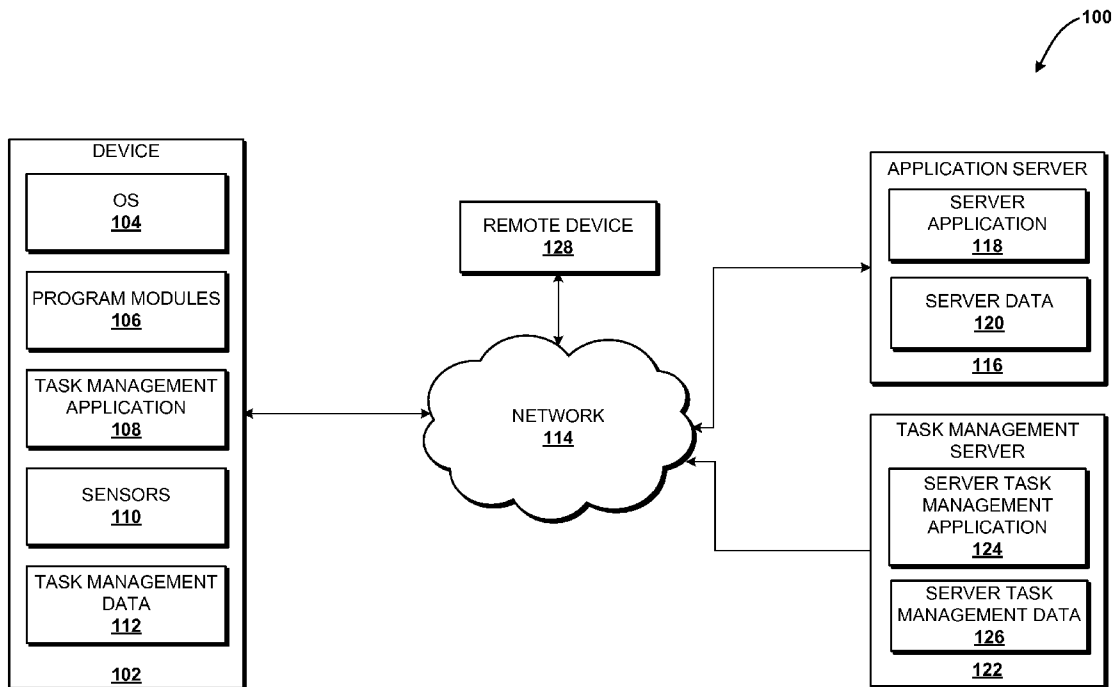 100
DEVICE
OS
104
PROGRAM MODULES
106
TASK MANAGEMENT
APPLICATION
108
SENSORS
110
TASK MANAGEMENT
DATA
112
102
REMOTE DEVICE
128
NETWORK
114
APPLICATION SERVER
SERVER
APPLICATION
118
SERVER DATA
120
116
TASK MANAGEMENT
SERVER
SERVER TASK
MANAGEMENT
APPLICATION
124
SERVER TASK
MANAGEMENT DATA
126
122